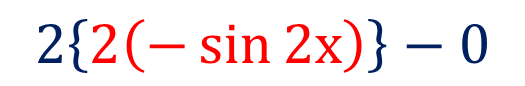 2{2(− sin 2x)} − 0